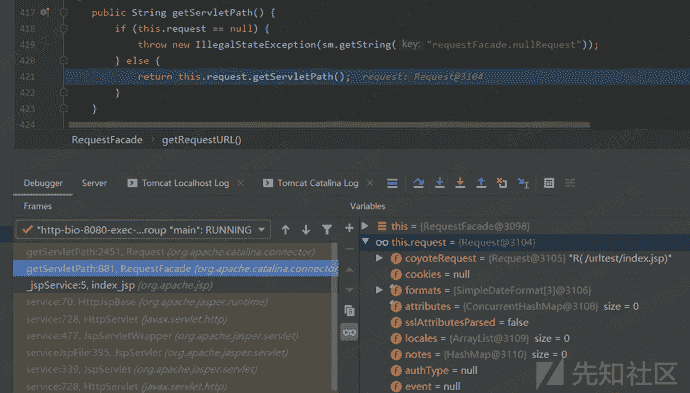 417 public String getServletPath() {
418 if (this.request == null) {
419 throw new IllegalStateException(sm.getString( key: "requestFacade.nullRequest"));
420 } else {
421 return this.request.getServletPath(); request: Request@3104
422 }
423 }
424
RequestFacade > getRequestURL()
Debugger Server Tomcat Localhost Log × Tomcat Catalina Log ×
Frames Variables
"http-bio-8080-exec-...roup "main": RUNNING
this = {RequestFacade@3098}
this.request = {Request@3104}
getServletPath:2451, Request (org.apache.catalina.connector)
coyoteRequest = {Request@3105} "R( /urltest/index.jsp)"
getServletPath:881, RequestFacade (org.apache.catalina.connector
cookies = null
_jspService:5, index_jsp (org.apache.jsp)
formats = {SimpleDateFormat[3]@3106}
service:70, HttpJspBase (org.apache.jasper.runtime)
attributes = {ConcurrentHashMap@3108} size = 0
service:728, HttpServlet (javax.servlet.http)
sslAttributesParsed = false
service:477, JspServletWrapper (org.apache.jasper.servlet)
locales = {ArrayList@3109} size = 0
serviceJspFile:395, JspServlet (org.apache.jasper.servlet)
notes = {HashMap@3110} size = 0
service:339, JspServlet (org.apache.jasper.servlet)
authType = null
service:728, HttpServlet (javax.servlet.http)
event = null
先知社区